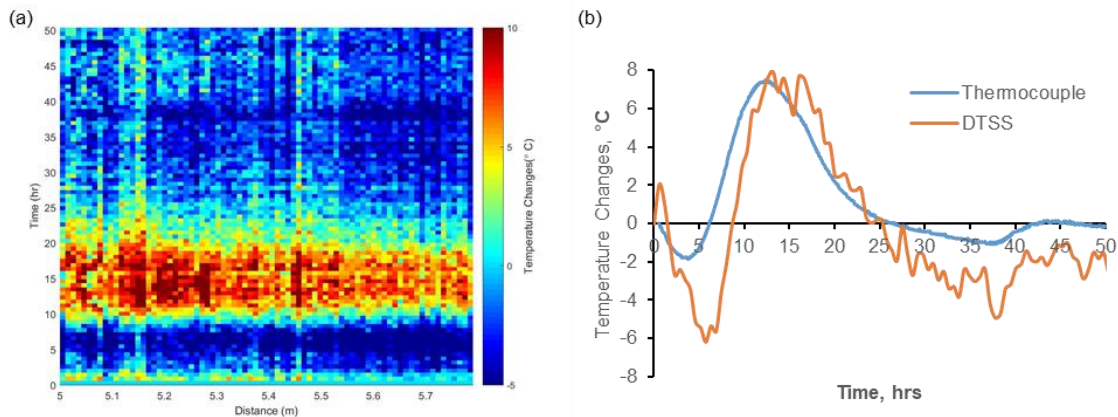 (a)
50
45
40
35
30
25
20
15
10
5
0
Time (hr)
5 5.1 5.2 5.3 5.4 5.5 5.6 5.7
Distance (m)
10
5
0
-5
Temperature Changes(° C)
(b)
8
6
4
2
0
-2
-4
-6
-8
Temperature Changes, °C
0 5 10 15 20 25 30 35 40 45 50
Time, hrs
Thermocouple
DTSS